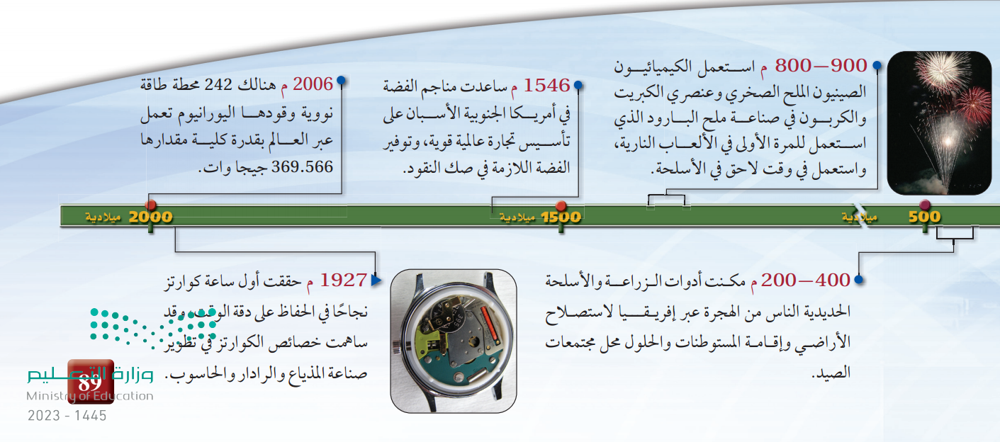 900–800 م استعمل الكيميائيون
الصينيون الملح الصخري وعنصري الكبريت
والكربون في صناعة ملح البارود الذي
استعمل للمرة الأولى في الألعاب النارية،
واستعمل في وقت لاحق في الأسلحة.
1546 م ساعدت مناجم الفضة
في أمريكا الجنوبية الأسبان على
تأسيس تجارة عالمية قوية، وتوفير
الفضة اللازمة في صك النقود.
2006 م هنالك 242 محطة طاقة
نووية وقودها اليورانيوم تعمل
عبر العالم بقدرة كلية مقدارها
369.566 جيجا وات.
500 ميلادية
1500 ميلادية
2000 ميلادية
400–200 م مكنت أدوات الزراعة والأسلحة
الحديدية الناس من الهجرة عبر إفريقيا لاستصلاح
الأراضي وإقامة المستوطنات والحلول محل مجتمعات
الصيد.
1927 م حققت أول ساعة كوارتز
نجاحًا في الحفاظ على دقة الوقت، وقد
ساهمت خصائص الكوارتز في تطوير
صناعة المذياع والرادار والحاسوب.
وزارة التعليم
89
Ministry of Education
2023 - 1445